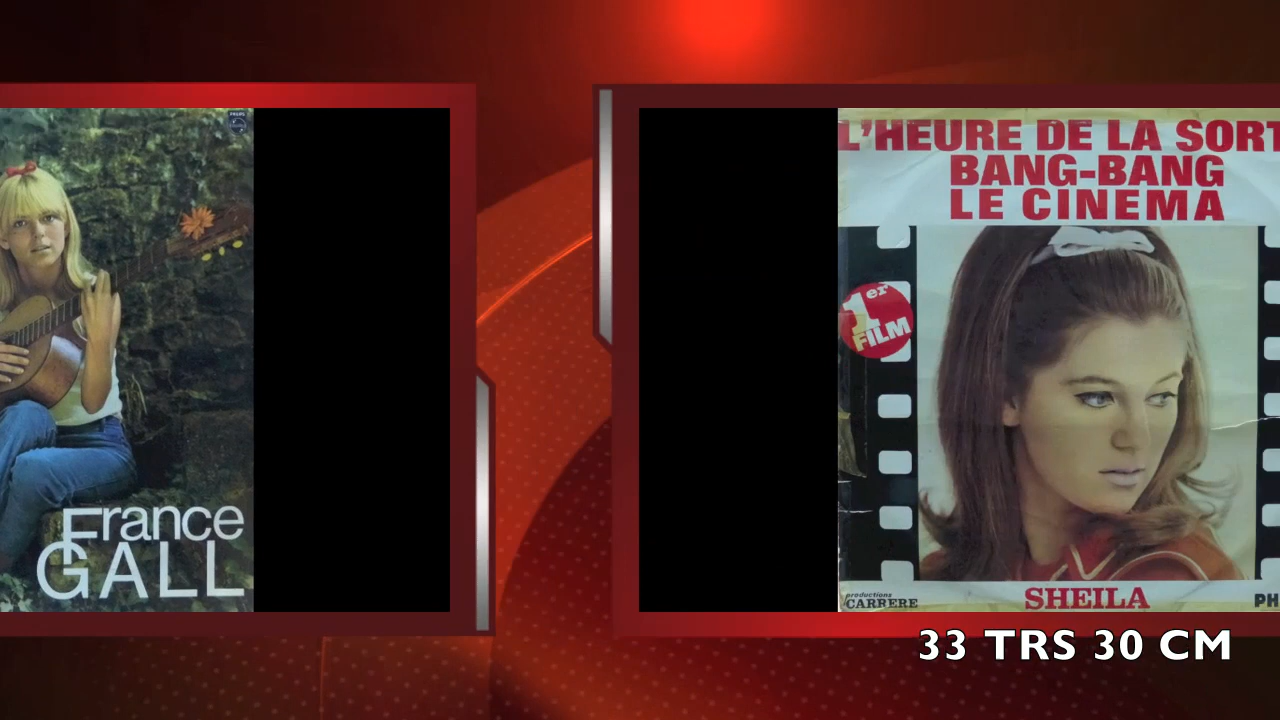 PHILIPS
France
GALL
L'HEURE DE LA SORT
BANG-BANG
LE CINEMA
1er
FILM
productions
CARRERE
SHEILA
PH
33 TRS 30 CM